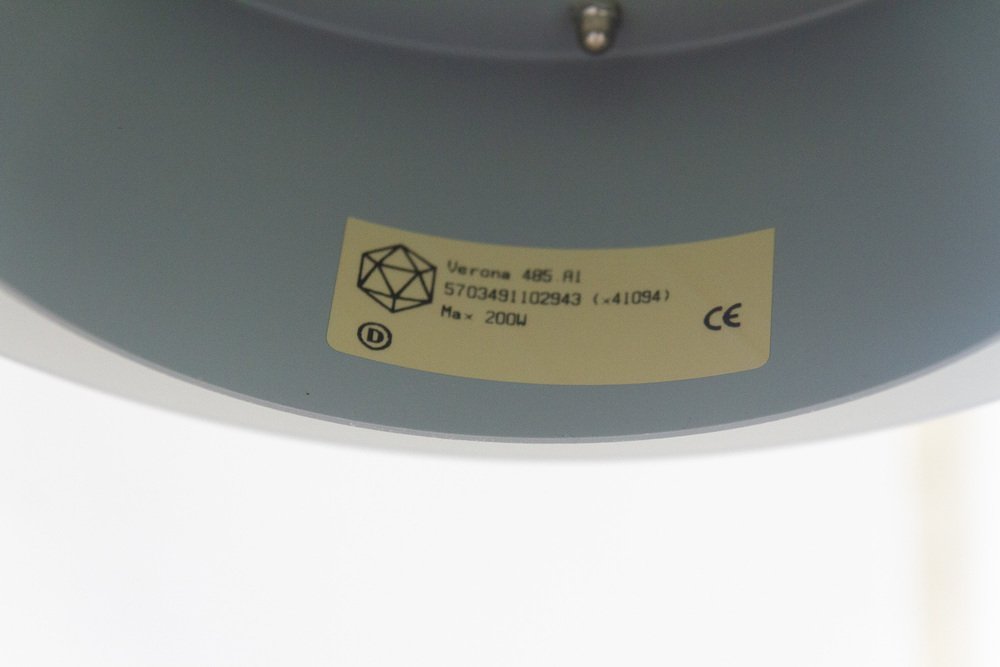 Verona 485 Al
5703491102943 (x41094)
Max 200W
D
CE